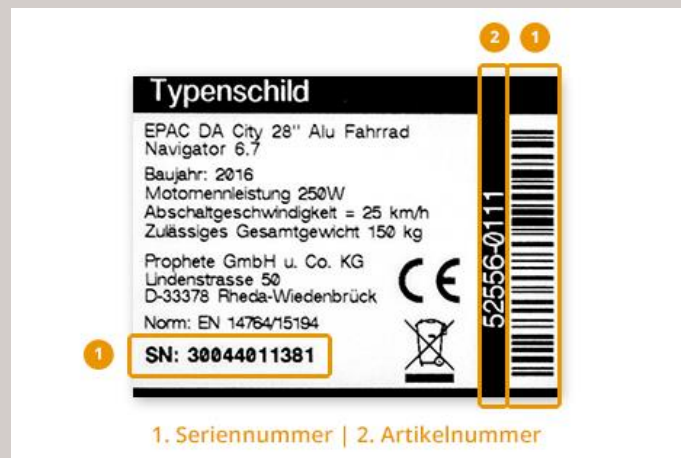 2 1
Typenschild
EPAC DA City 28" Alu Fahrrad
Navigator 6.7
Baujahr: 2016
Motornennleistung 250W
Abschaltgeschwindigkeit = 25 km/h
Zulässiges Gesamtgewicht 150 kg
Prophete GmbH u. Co. KG
Lindenstrasse 50
D-33378 Rheda-Wiedenbrück
CE
Norm: EN 14764/15194
1 SN: 30044011381
52556-0111
1. Seriennummer | 2. Artikelnummer